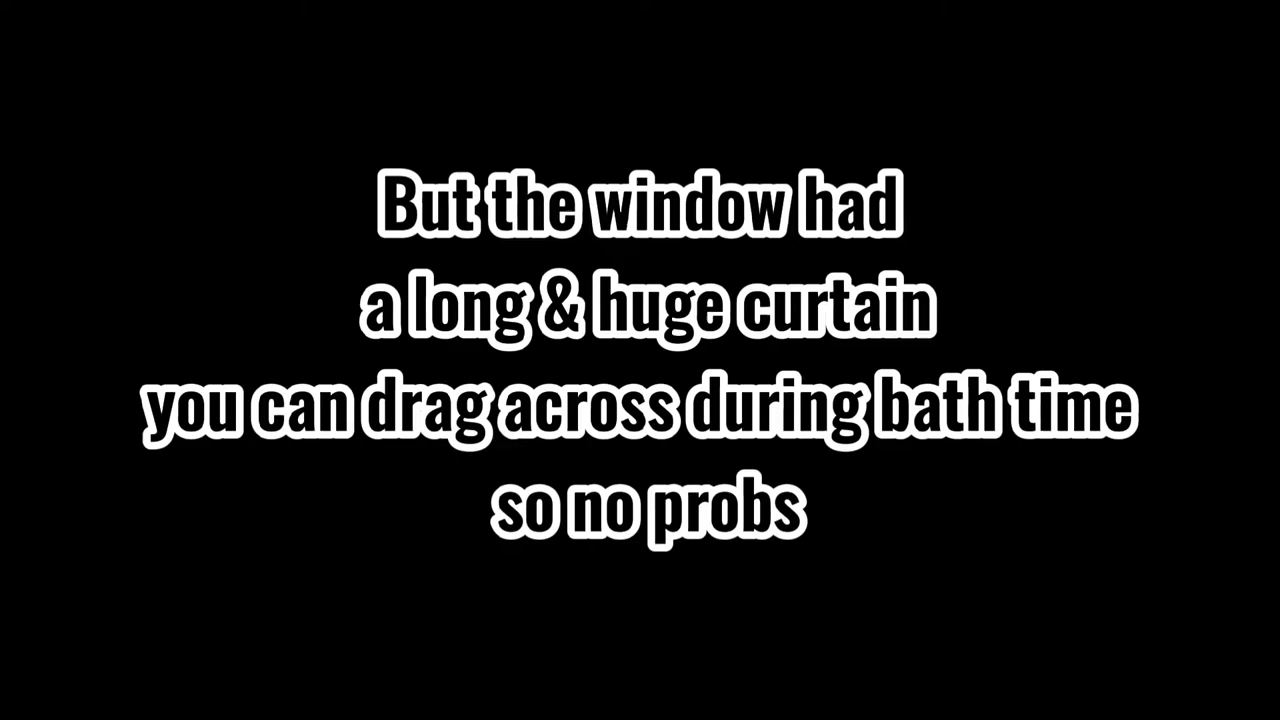 But the window had
a long & huge curtain
you can drag across during bath time
so no probs